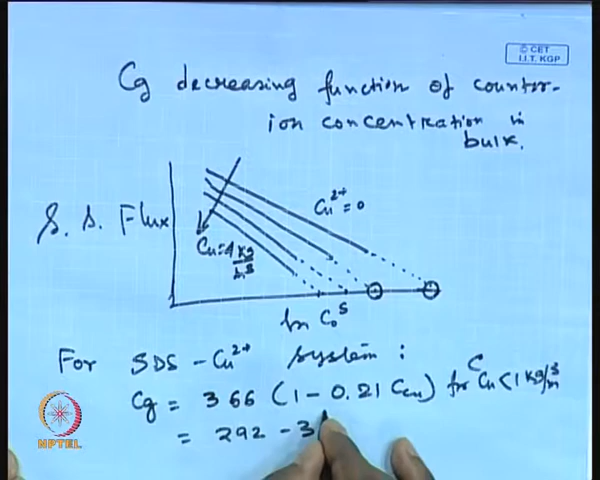 © CET
I.I.T. KGP
Cg decreasing function of counter-
ion concentration in
bulk.
S. S. Flux
Cu²⁺ = 0
Cu = 4 kg/m³
ln C₀ˢ
For SDS - Cu²⁺ system :
Cg = 366 (1 - 0.21 Ccu) for Ccu < 1 kg/m³
= 292 - 3
NPTEL